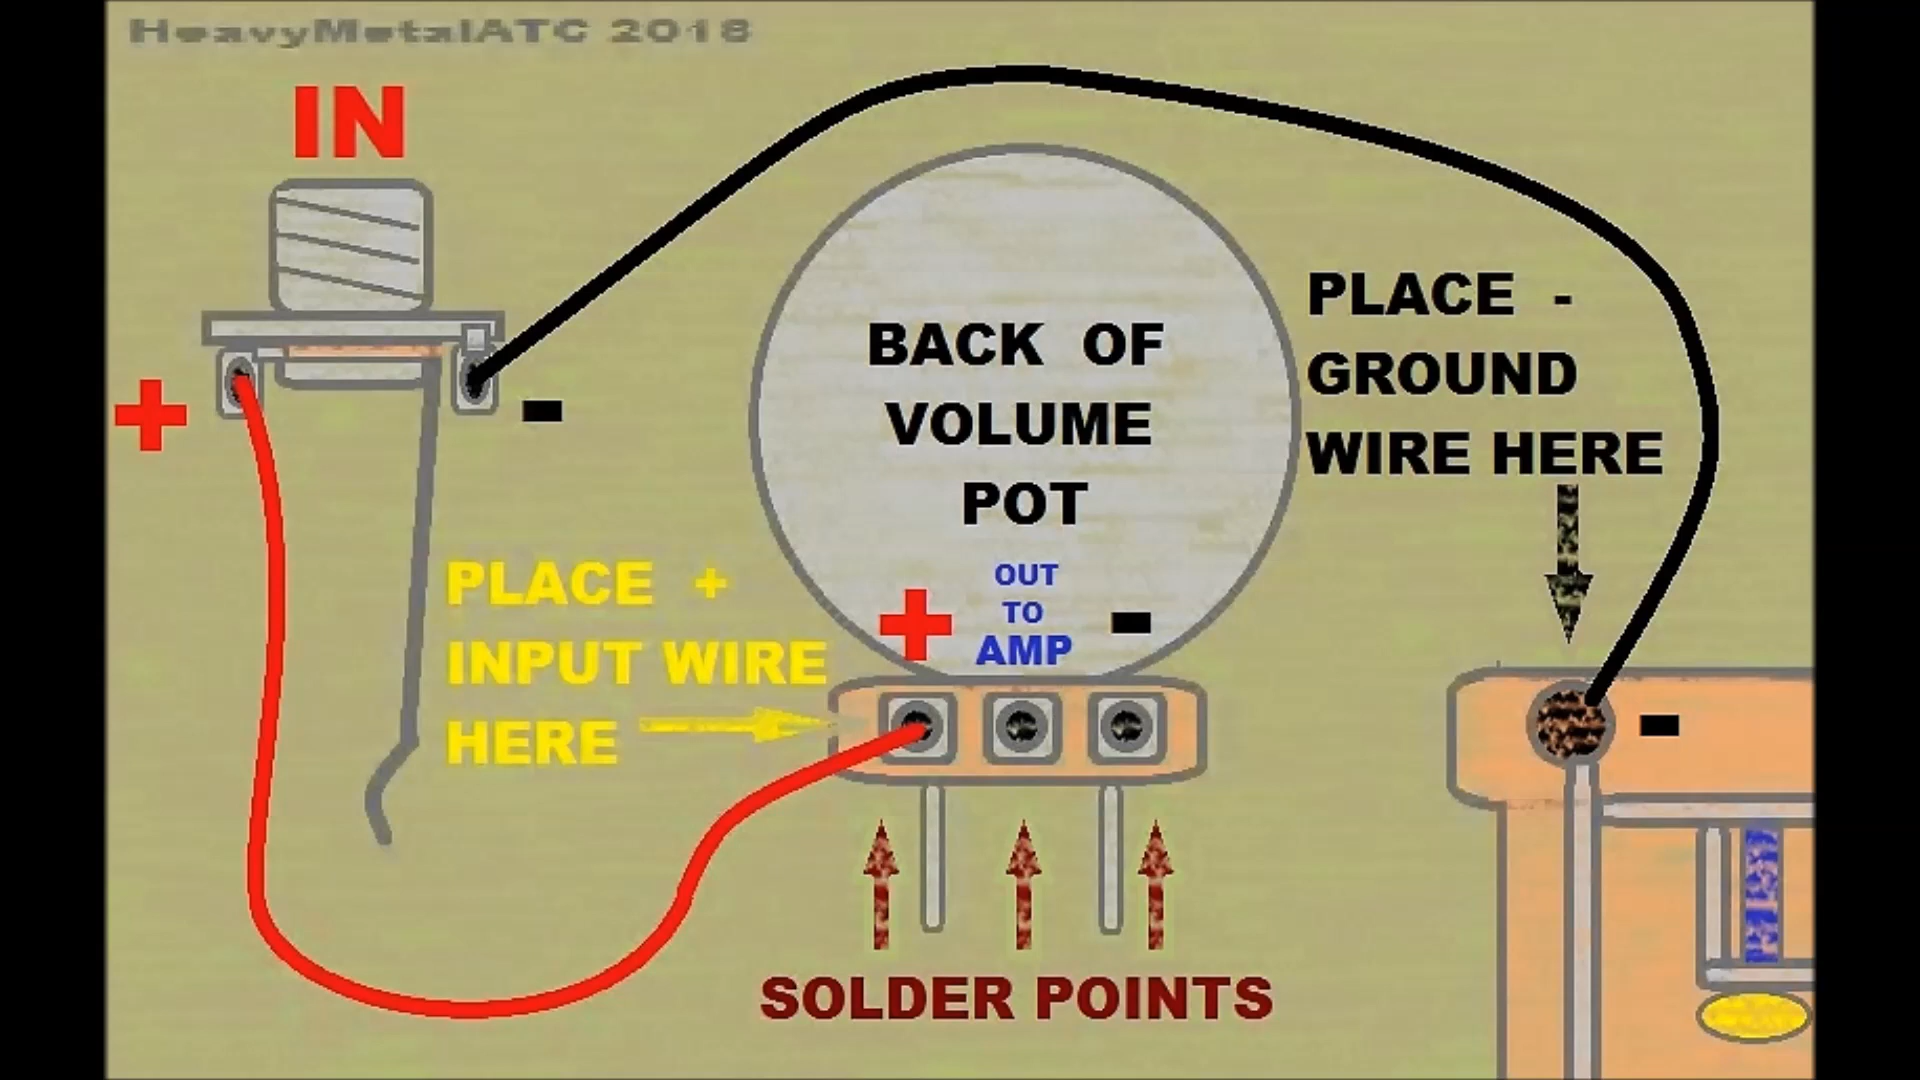 HeavyMetalATC 2018
IN
+
-
BACK OF
VOLUME
POT
OUT
TO
AMP
+
-
PLACE -
GROUND
WIRE HERE
-
PLACE +
INPUT WIRE
HERE
SOLDER POINTS